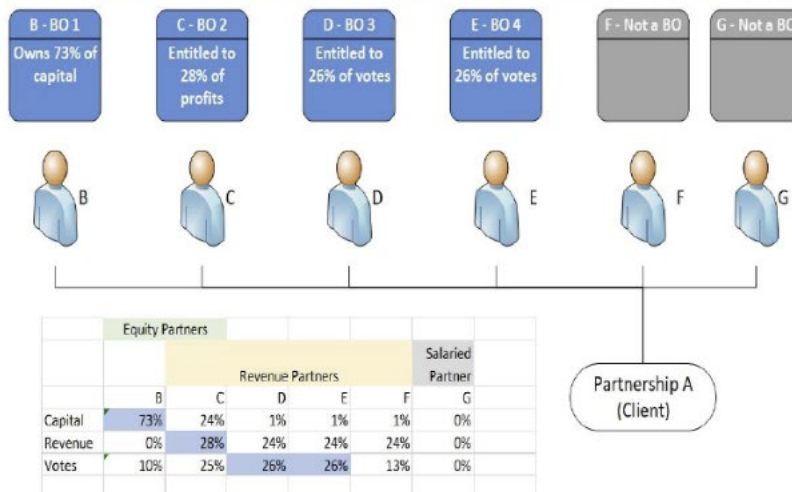 B - BO 1
Owns 73% of
capital
C - BO 2
Entitled to
28% of
profits
D - BO 3
Entitled to
26% of votes
E - BO 4
Entitled to
26% of votes
F - Not a BO
G - Not a BO
B
C
D
E
F
G
Equity Partners
Revenue Partners
Salaried
Partner
B C D E F G
Capital 73% 24% 1% 1% 1% 0%
Revenue 0% 28% 24% 24% 24% 0%
Votes 10% 25% 26% 26% 13% 0%
Partnership A
(Client)